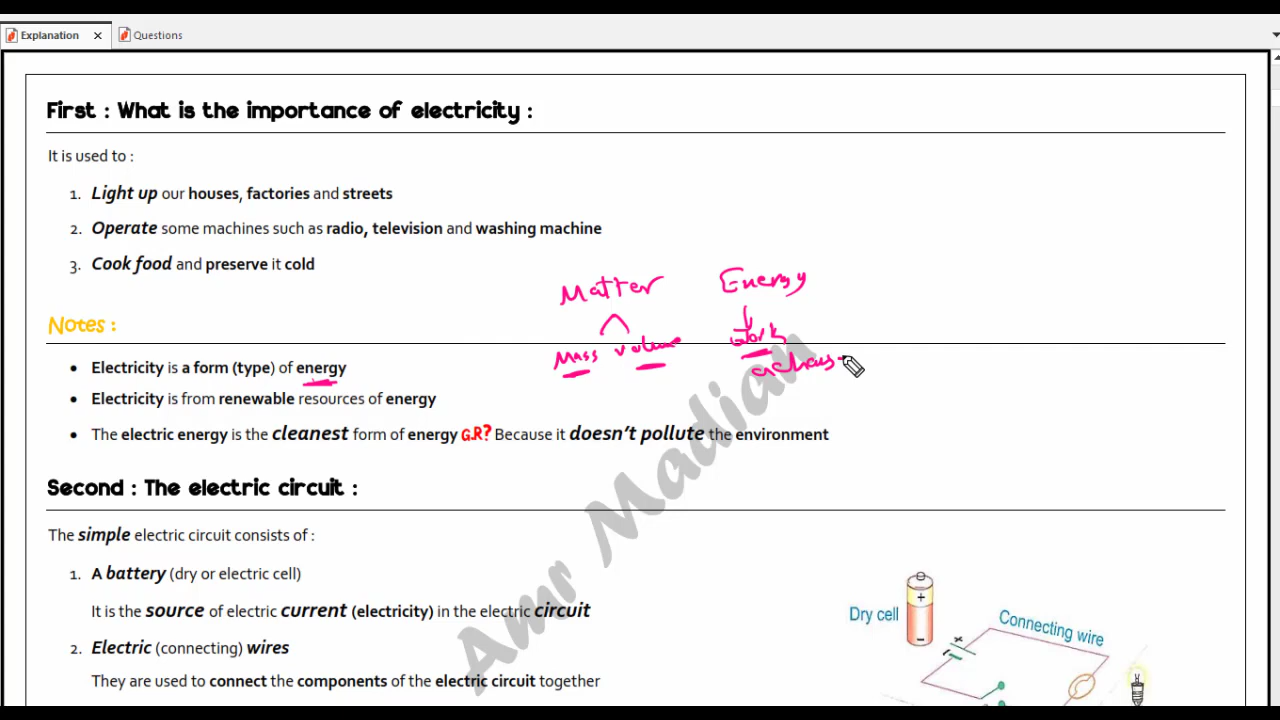 Explanation
Questions
First : What is the importance of electricity :
It is used to :
1. Light up our houses, factories and streets
2. Operate some machines such as radio, television and washing machine
3. Cook food and preserve it cold
Matter Energy
Mass volume work
Notes :
• Electricity is a form (type) of energy
• Electricity is from renewable resources of energy
• The electric energy is the cleanest form of energy G.R? Because it doesn't pollute the environment
Second : The electric circuit :
The simple electric circuit consists of :
1. A battery (dry or electric cell)
It is the source of electric current (electricity) in the electric circuit
2. Electric (connecting) wires
They are used to connect the components of the electric circuit together
Dry cell
Connecting wire
Amr Madian